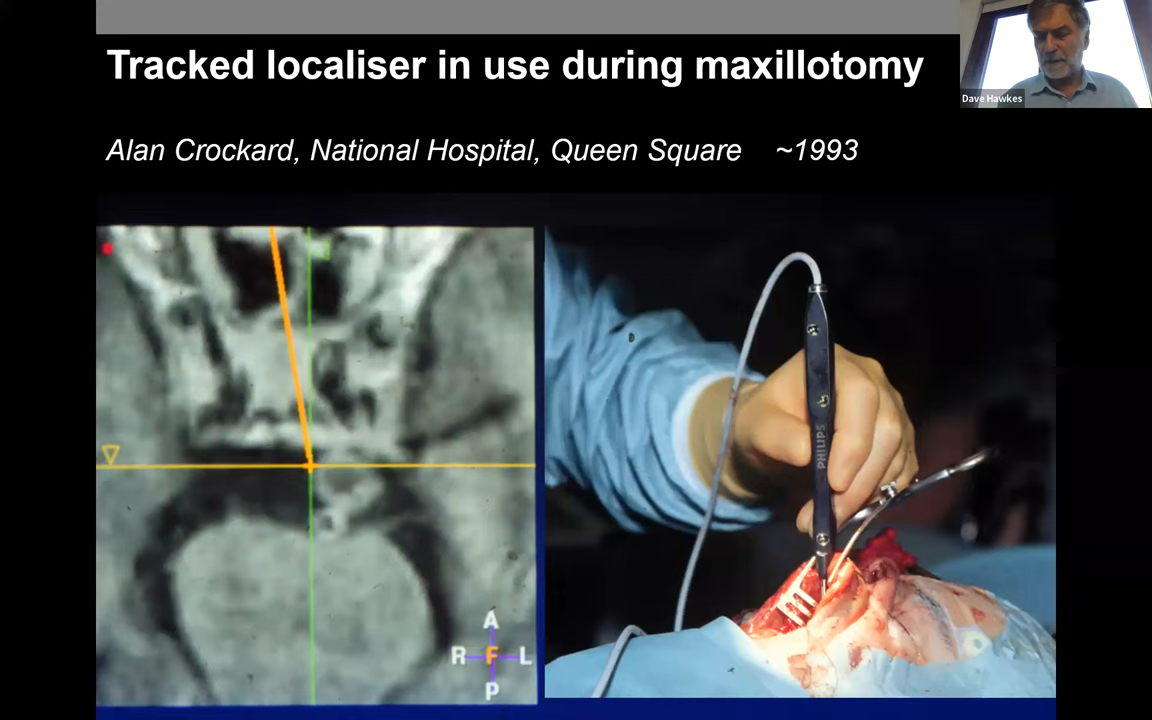 Tracked localiser in use during maxillotomy
Dave Hawkes
Alan Crockard, National Hospital, Queen Square ~1993
PHILIPS
A
R F L
P